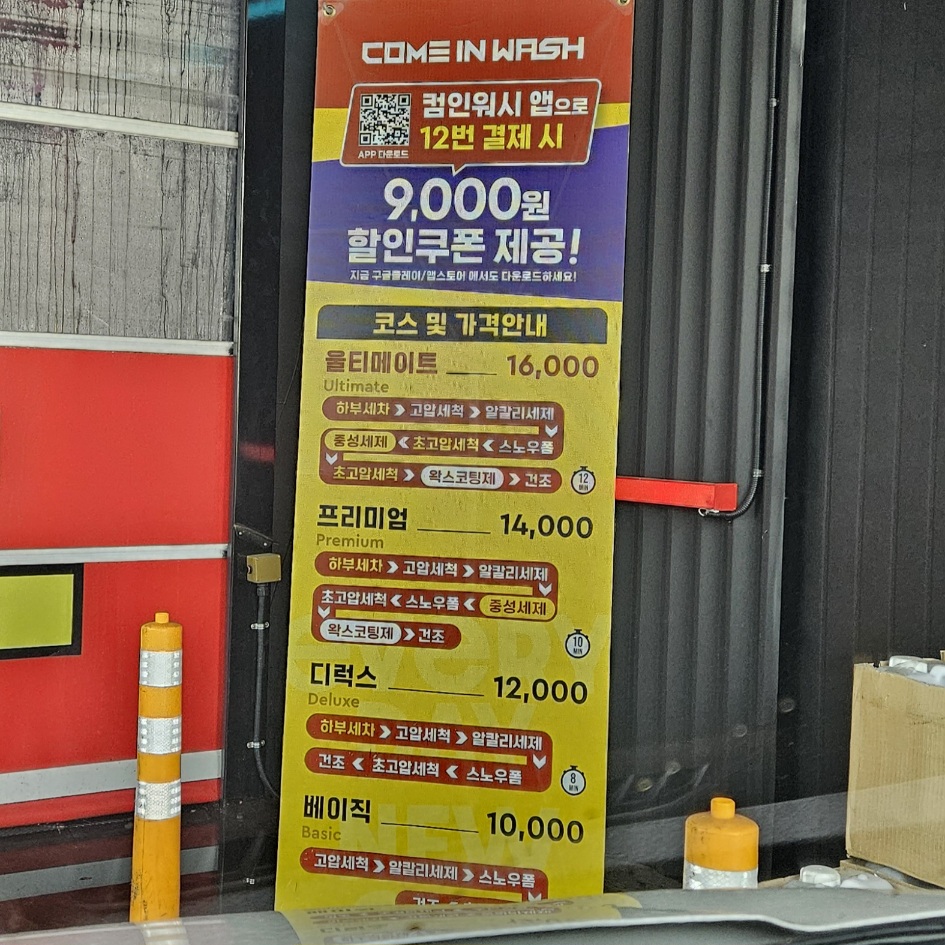 COME IN WASH
컴인워시 앱으로
APP 다운로드
12번 결제 시
9,000원
할인쿠폰 제공!
지금 구글플레이/앱스토어 에서도 다운로드하세요!
코스 및 가격안내
울티메이트 16,000
Ultimate
하부세차 고압세척 알칼리세제
중성세제 초고압세척 스노우폼
초고압세척 왁스코팅제 건조
12 MIN
프리미엄 14,000
Premium
하부세차 고압세척 알칼리세제
초고압세척 스노우폼 중성세제
왁스코팅제 건조
10 MIN
디럭스 12,000
Deluxe
하부세차 고압세척 알칼리세제
건조 초고압세척 스노우폼
8 MIN
베이직 10,000
Basic
고압세척 알칼리세제 스노우폼
건조
EVERY
DAY
NEW